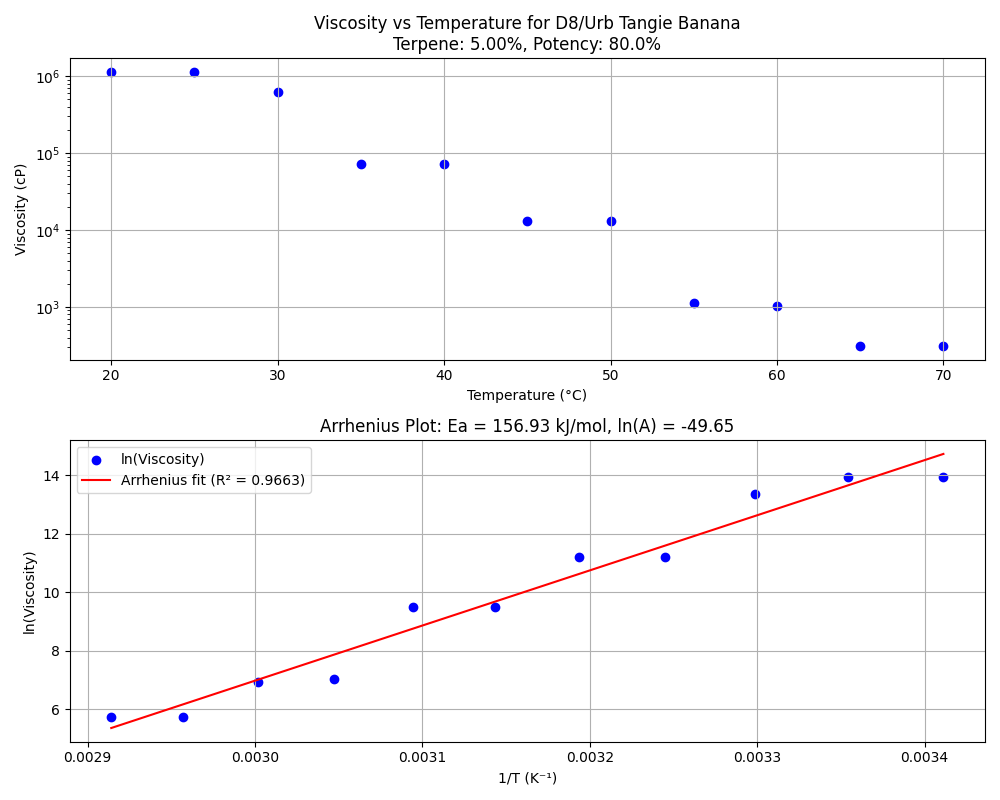 Viscosity vs Temperature for D8/Urb Tangie Banana
Terpene: 5.00%, Potency: 80.0%
Viscosity (cP)
10⁶
10⁵
10⁴
10³
20 30 40 50 60 70
Temperature (°C)
Arrhenius Plot: Ea = 156.93 kJ/mol, ln(A) = -49.65
ln(Viscosity)
Arrhenius fit (R² = 0.9663)
ln(Viscosity)
14
12
10
8
6
0.0029 0.0030 0.0031 0.0032 0.0033 0.0034
1/T (K⁻¹)